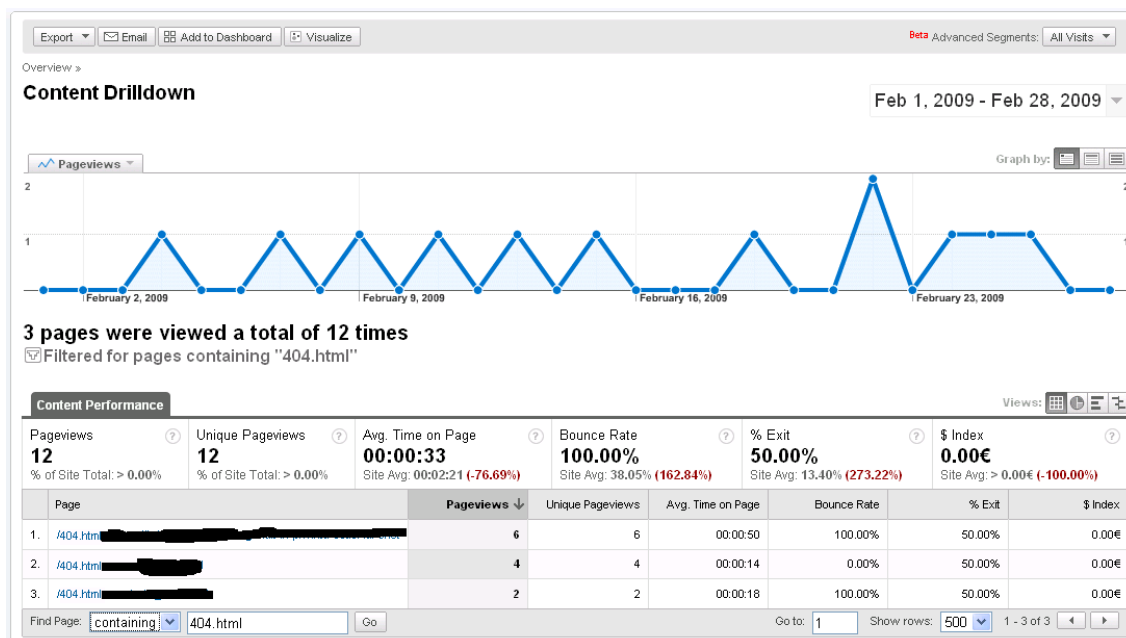 Export Email Add to Dashboard Visualize Beta Advanced Segments: All Visits
Overview »
Content Drilldown
Feb 1, 2009 - Feb 28, 2009
Pageviews Graph by:
2 2
1 1
February 2, 2009 February 9, 2009 February 16, 2009 February 23, 2009
3 pages were viewed a total of 12 times
Filtered for pages containing "404.html"
Content Performance Views:
Pageviews ? Unique Pageviews ? Avg. Time on Page ? Bounce Rate ? % Exit ? $ Index ?
12 12 00:00:33 100.00% 50.00% 0.00€
% of Site Total: > 0.00% % of Site Total: > 0.00% Site Avg: 00:02:21 (-76.69%) Site Avg: 38.05% (162.84%) Site Avg: 13.40% (273.22%) Site Avg: > 0.00€ (-100.00%)
Page Pageviews Unique Pageviews Avg. Time on Page Bounce Rate % Exit $ Index
1. /404.html 6 6 00:00:50 100.00% 50.00% 0.00€
2. /404.html 4 4 00:00:14 0.00% 50.00% 0.00€
3. /404.html 2 2 00:00:18 100.00% 50.00% 0.00€
Find Page: containing 404.html Go Go to: 1 Show rows: 500 1 - 3 of 3